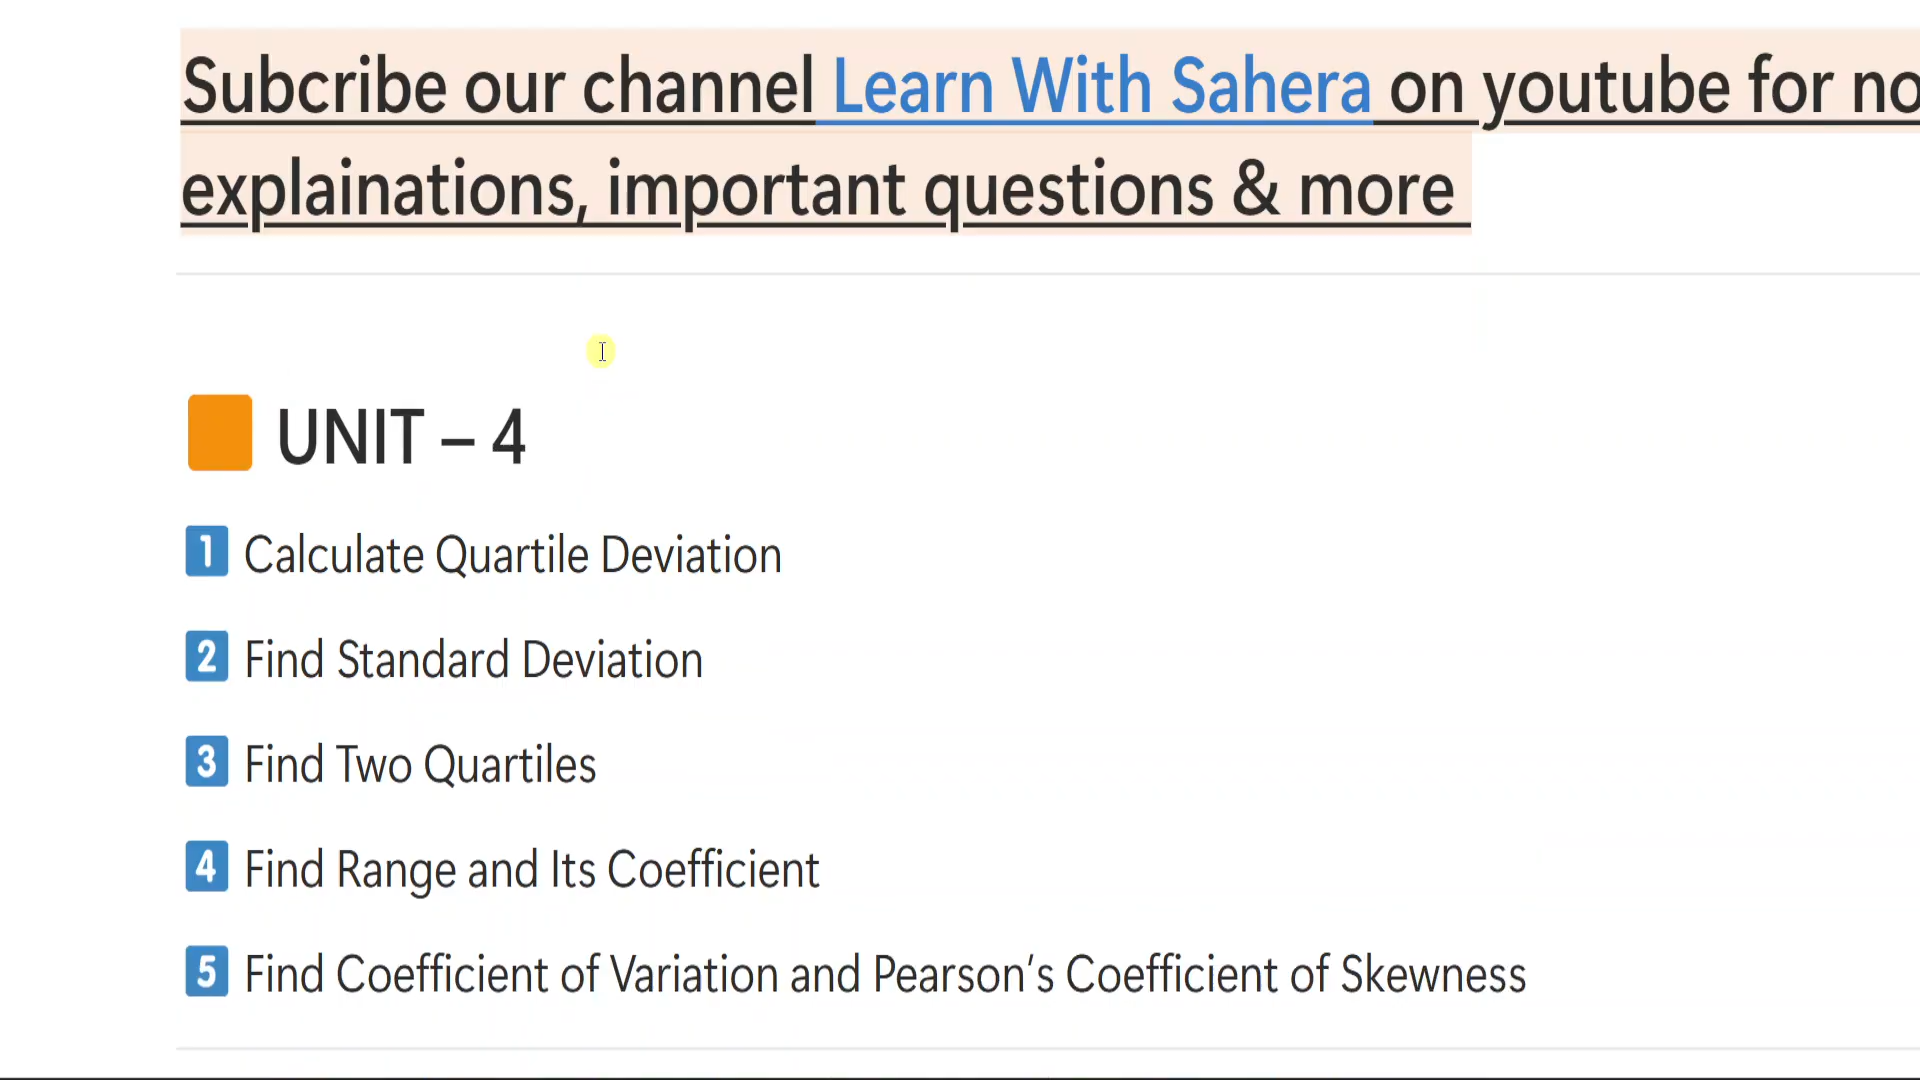 Subcribe our channel Learn With Sahera on youtube for no
explainations, important questions & more
UNIT – 4
1 Calculate Quartile Deviation
2 Find Standard Deviation
3 Find Two Quartiles
4 Find Range and Its Coefficient
5 Find Coefficient of Variation and Pearson’s Coefficient of Skewness